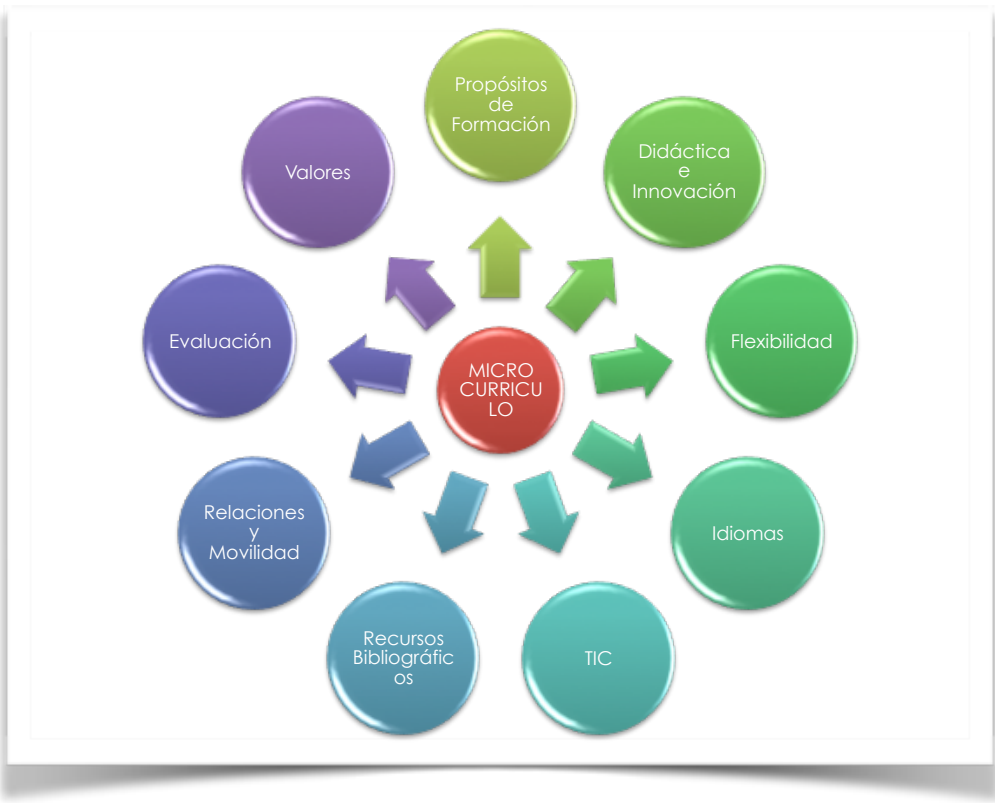 Propósitos
de
Formación
Didáctica
e
Innovación
Flexibilidad
Idiomas
TIC
Recursos
Bibliográfic
os
Relaciones
y
Movilidad
Evaluación
Valores
MICRO
CURRICU
LO